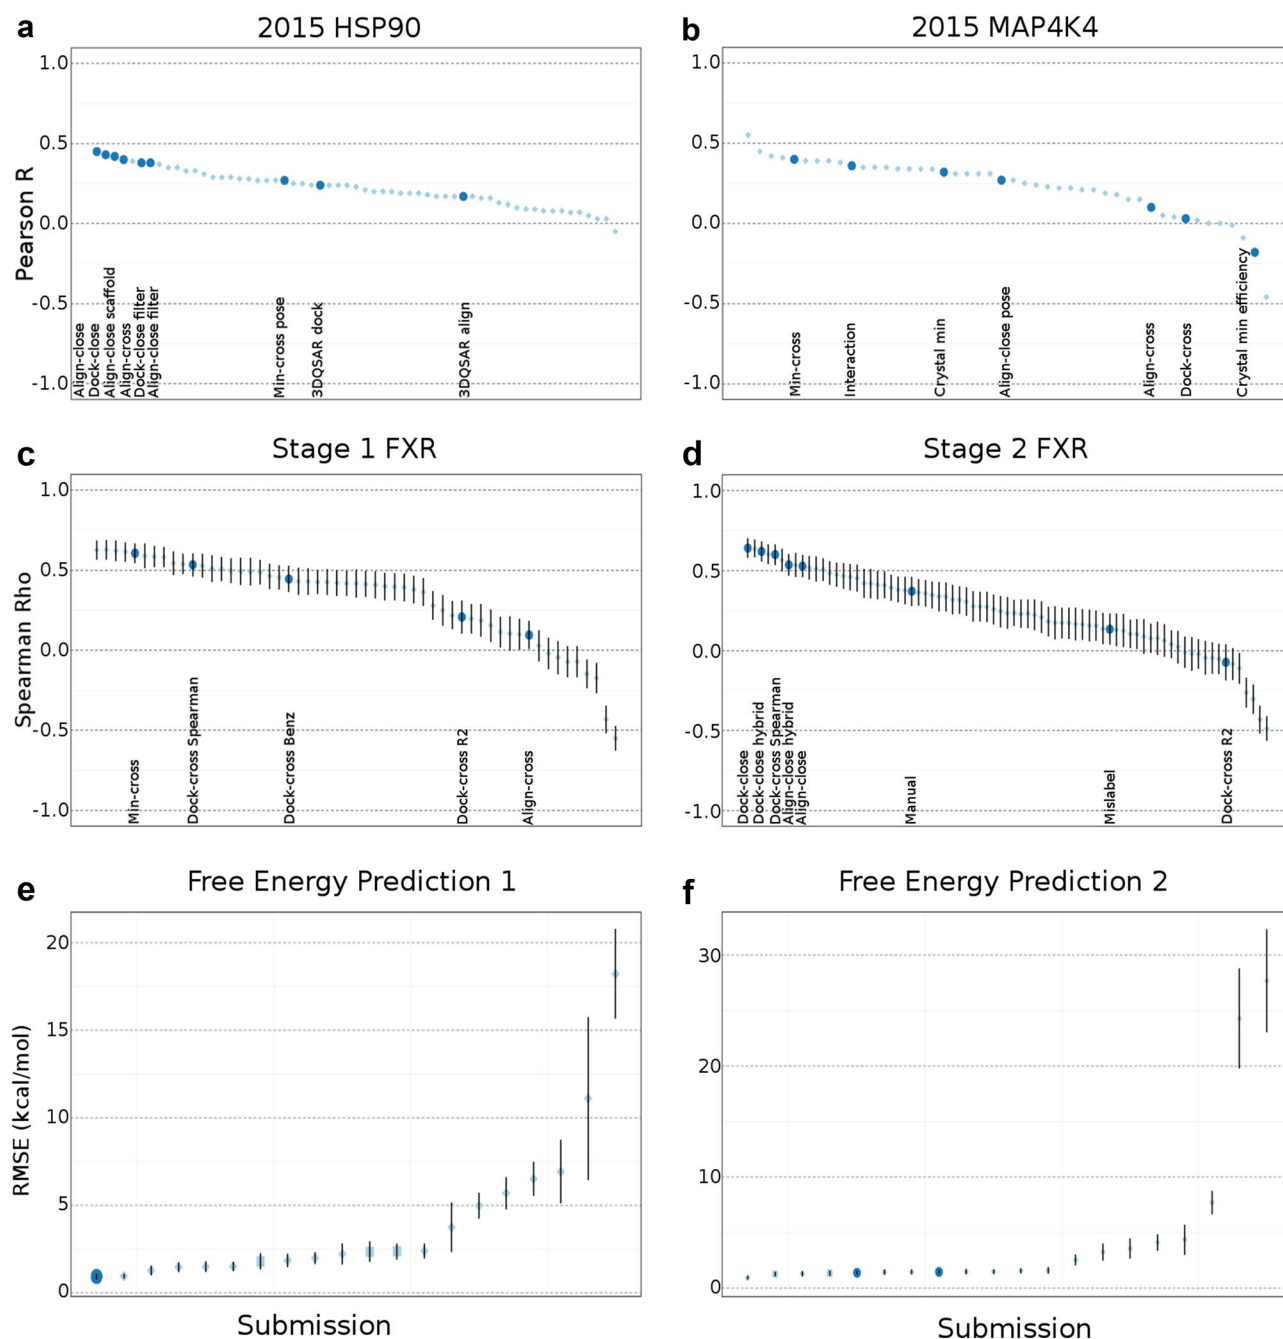 a
2015 HSP90
Pearson R
1.0
0.5
0.0
-0.5
-1.0
Align-close
Dock-close
Align-close scaffold
Align-cross
Dock-close filter
Align-close filter
Min-cross pose
3DQSAR dock
3DQSAR align
b
2015 MAP4K4
1.0
0.5
0.0
-0.5
-1.0
Min-cross
Interaction
Crystal min
Align-close pose
Align-cross
Dock-cross
Crystal min efficiency
c
Stage 1 FXR
Spearman Rho
1.0
0.5
0.0
-0.5
-1.0
Min-cross
Dock-cross Spearman
Dock-cross Benz
Dock-cross R2
Align-cross
d
Stage 2 FXR
1.0
0.5
0.0
-0.5
-1.0
Dock-close
Dock-close hybrid
Dock-cross Spearman
Align-close hybrid
Align-close
Manual
Mislabel
Dock-cross R2
e
Free Energy Prediction 1
RMSE (kcal/mol)
20
15
10
5
0
Submission
f
Free Energy Prediction 2
30
20
10
0
Submission